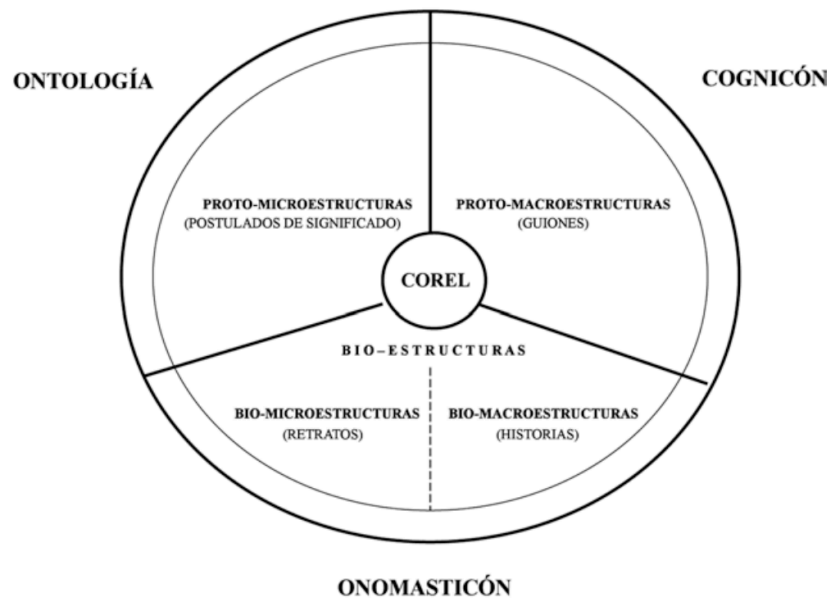 ONTOLOGÍA
COGNICÓN
PROTO-MICROESTRUCTURAS
(POSTULADOS DE SIGNIFICADO)
PROTO-MACROESTRUCTURAS
(GUIONES)
COREL
BIO–ESTRUCTURAS
BIO-MICROESTRUCTURAS
(RETRATOS)
BIO-MACROESTRUCTURAS
(HISTORIAS)
ONOMASTICÓN